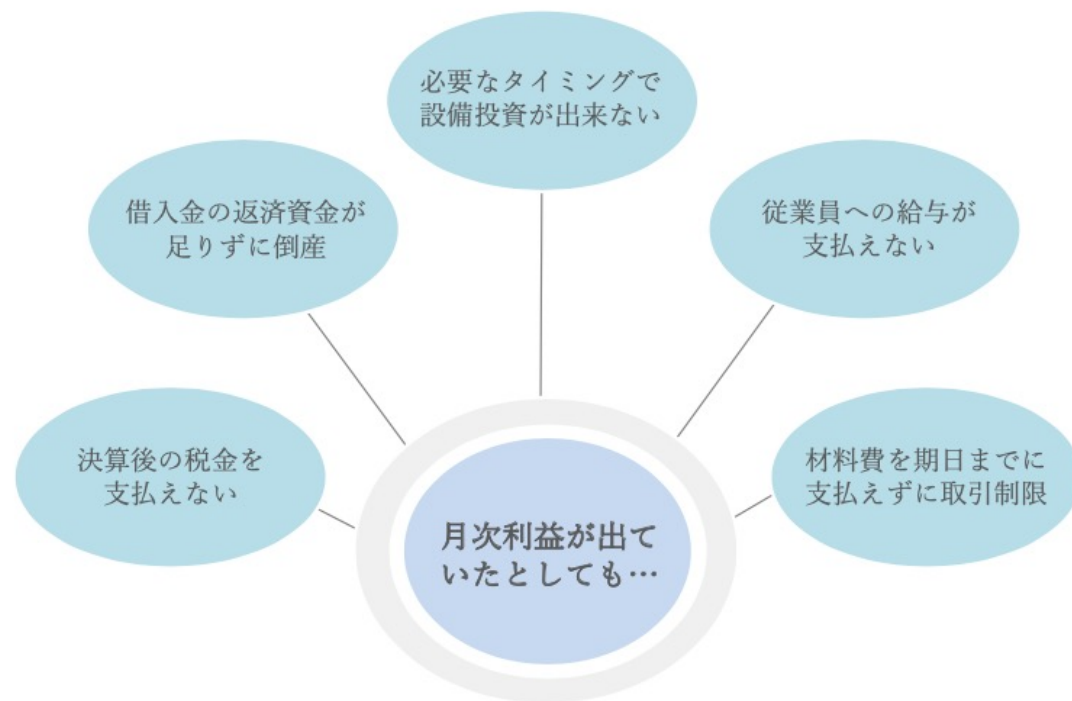 必要なタイミングで
設備投資が出来ない
借入金の返済資金が
足りずに倒産
従業員への給与が
支払えない
決算後の税金を
支払えない
材料費を期日までに
支払えずに取引制限
月次利益が出て
いたとしても…